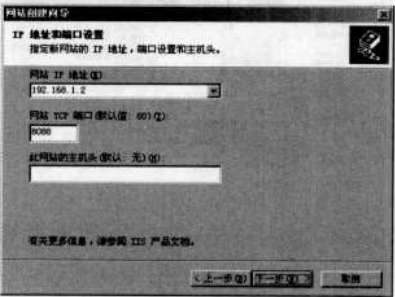 网站创建向导
IP 地址和端口设置
指定新网站的 IP 地址，端口设置和主机头。
网站 IP 地址(E)
192.168.1.2
网站 TCP 端口(默认值: 80)(T):
8088
此网站的主机头(默认: 无)(H):
有关更多信息，请参阅 IIS 产品文档。
< 上一步(B)
下一步(N) >
取消